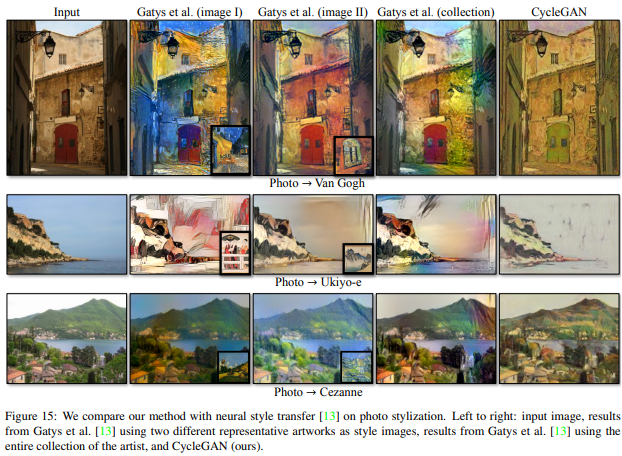 Input Gatys et al. (image I) Gatys et al. (image II) Gatys et al. (collection) CycleGAN
Photo → Van Gogh
Photo → Ukiyo-e
Photo → Cezanne
Figure 15: We compare our method with neural style transfer [13] on photo stylization. Left to right: input image, results
from Gatys et al. [13] using two different representative artworks as style images, results from Gatys et al. [13] using the
entire collection of the artist, and CycleGAN (ours).